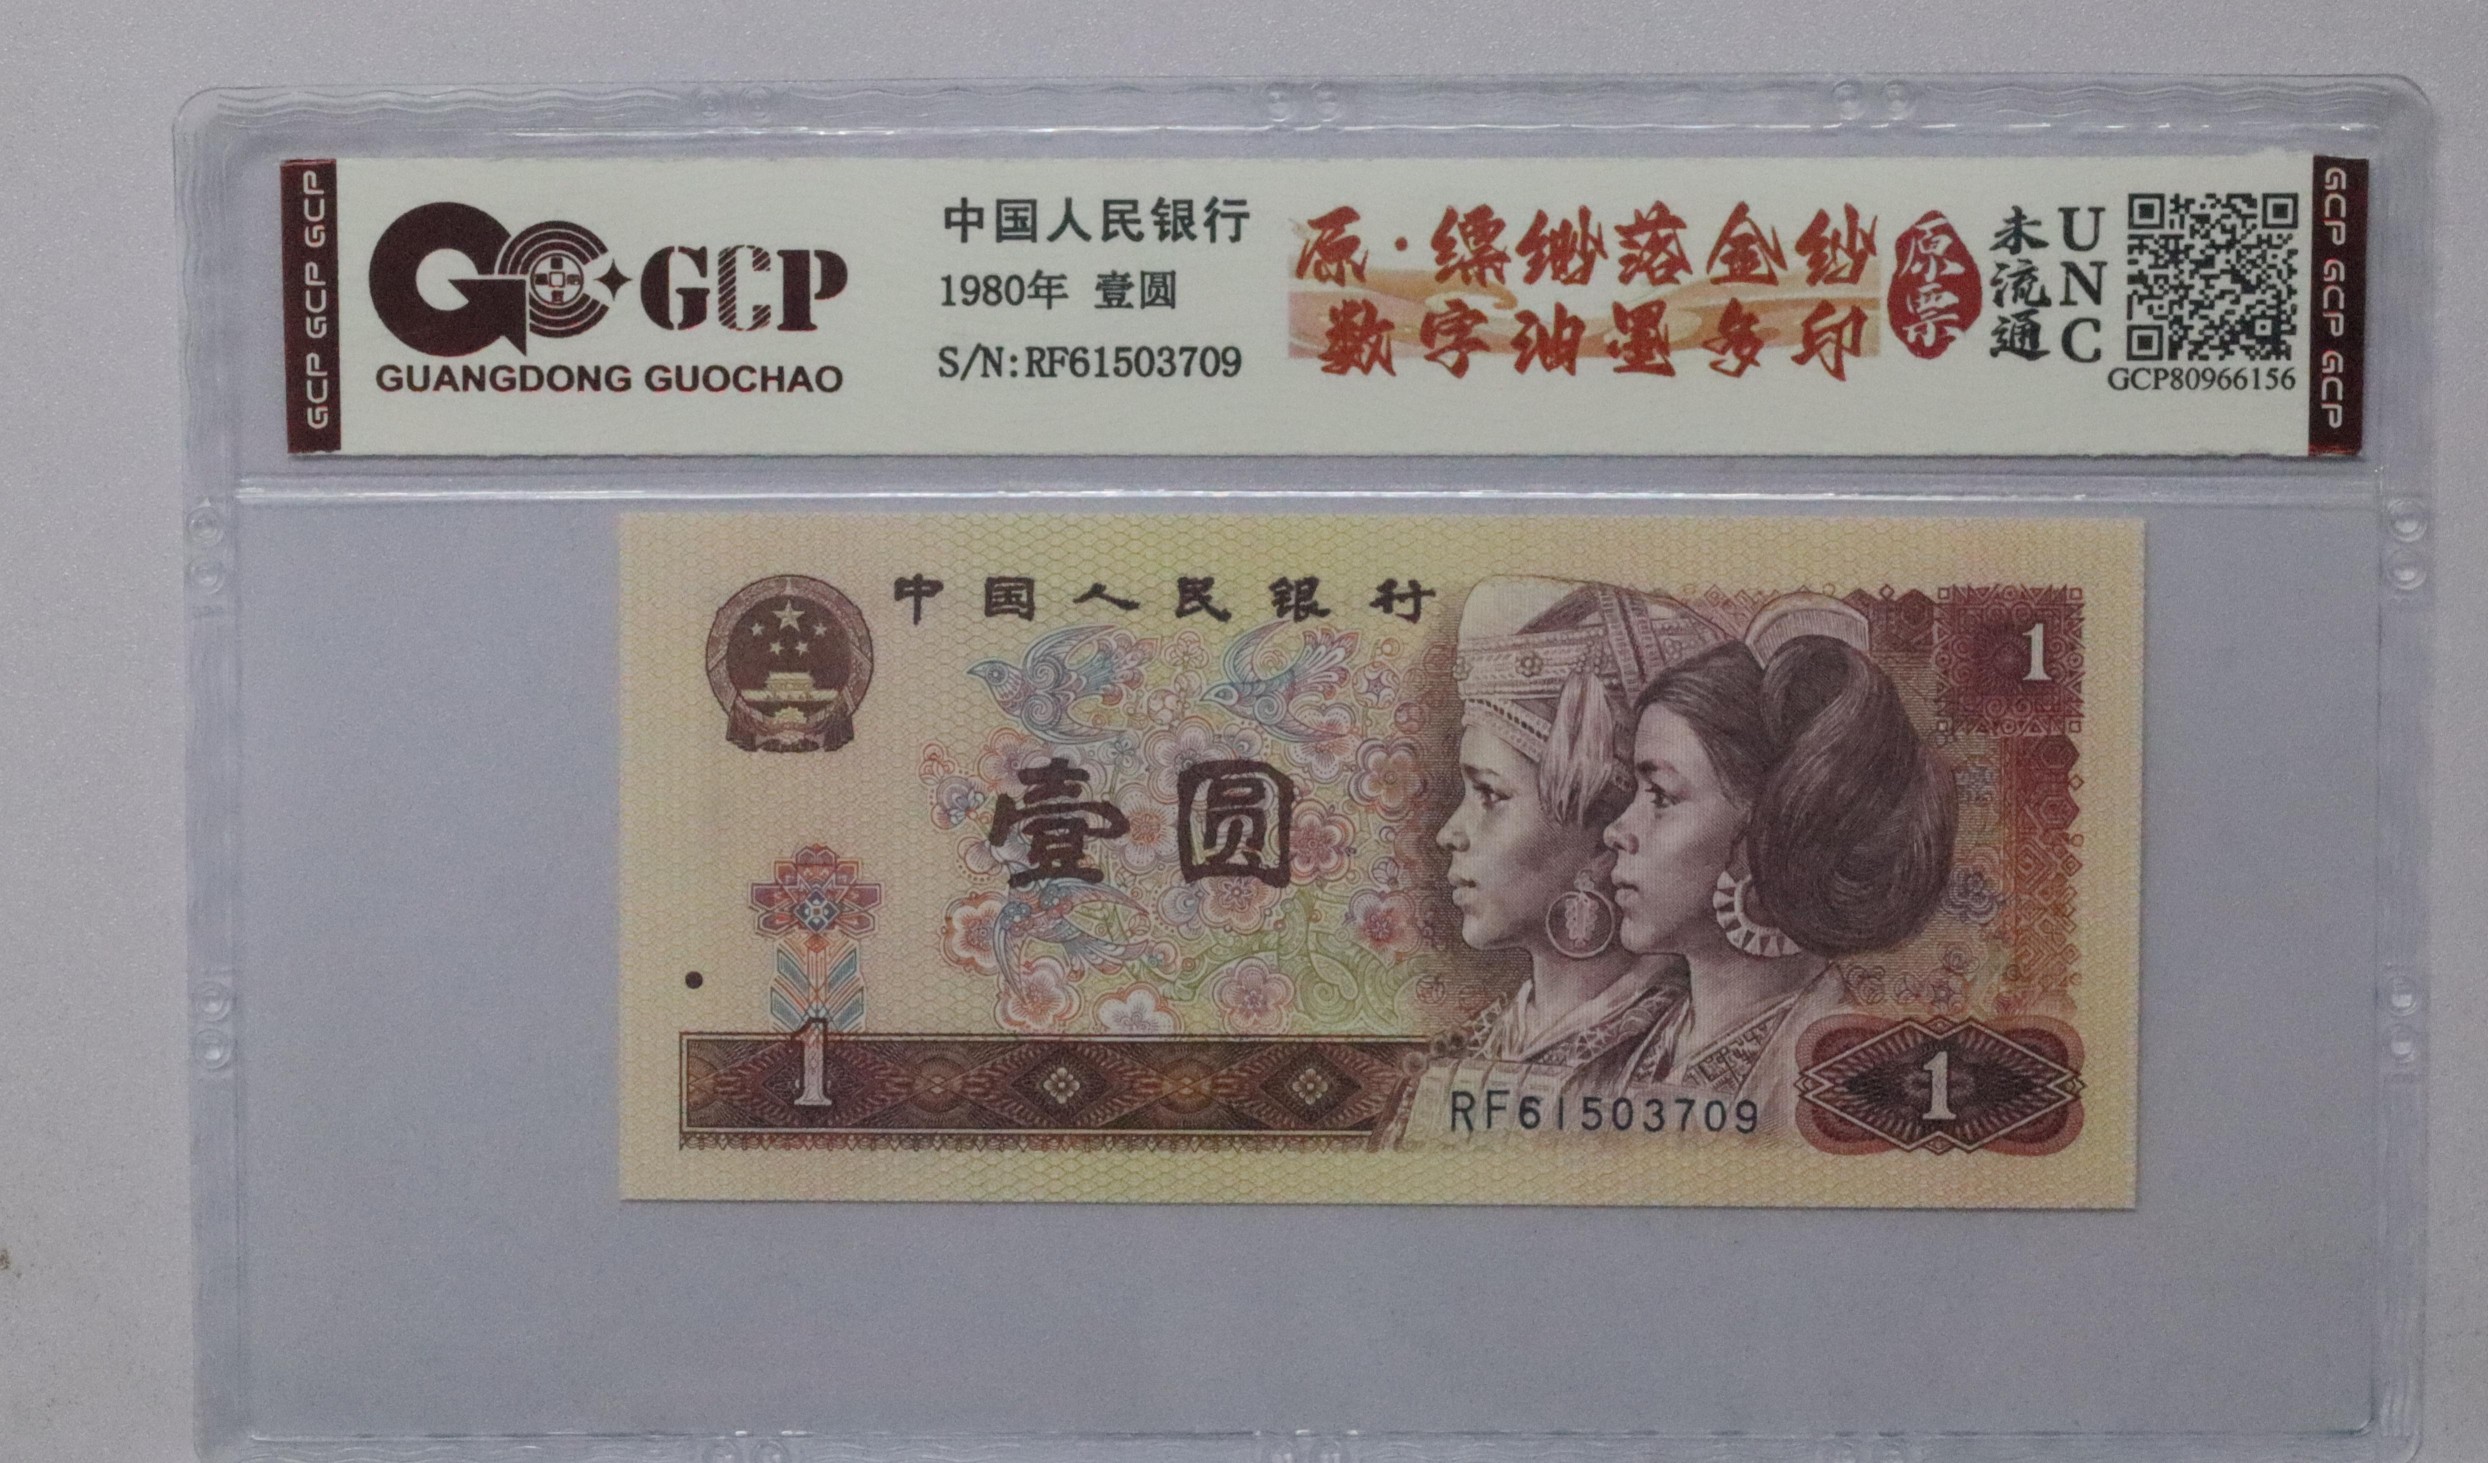 GCP GCP GCP
GCP
GUANGDONG GUOCHAO
中国人民银行
1980年 壹圆
S/N:RF61503709
原·缥缈落金纱
数字油墨多印
原票
未流通
UNC
GCP80966156
GCP GCP GCP
中国人民银行
1
壹圆
1
RF61503709
1